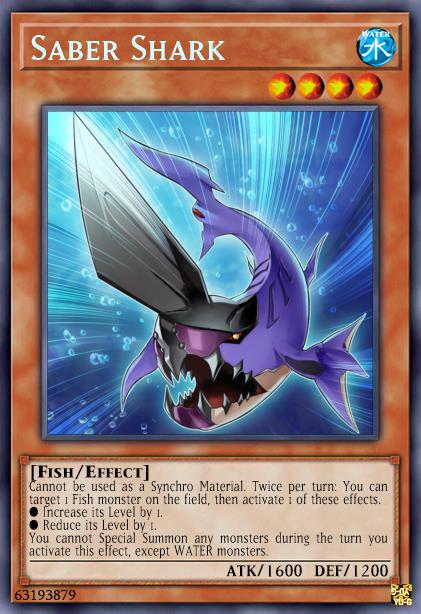 SABER SHARK
WATER
水
[FISH/EFFECT]
Cannot be used as a Synchro Material. Twice per turn: You can
target 1 Fish monster on the field, then activate 1 of these effects.
● Increase its Level by 1.
● Reduce its Level by 1.
You cannot Special Summon any monsters during the turn you
activate this effect, except WATER monsters.
ATK/1600 DEF/1200
63193879